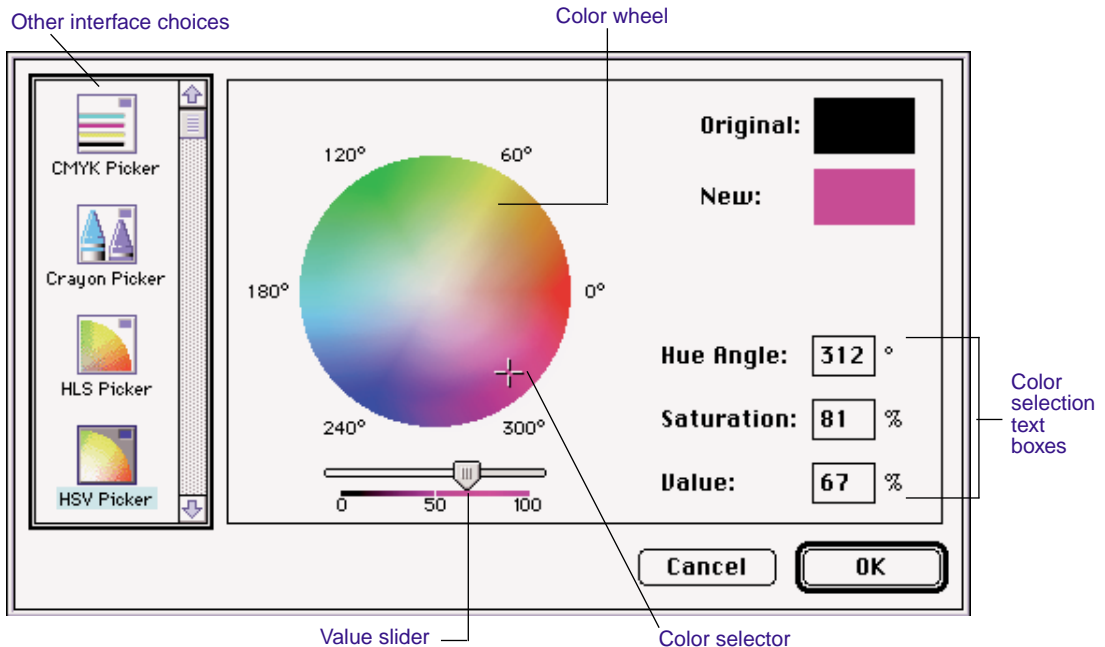 Other interface choices
Color wheel
CMYK Picker
Crayon Picker
HLS Picker
HSV Picker
120°
60°
180°
0°
240°
300°
0
50
100
Original:
New:
Hue Angle: 312 °
Saturation: 81 %
Value: 67 %
Color
selection
text
boxes
Cancel
OK
Value slider
Color selector